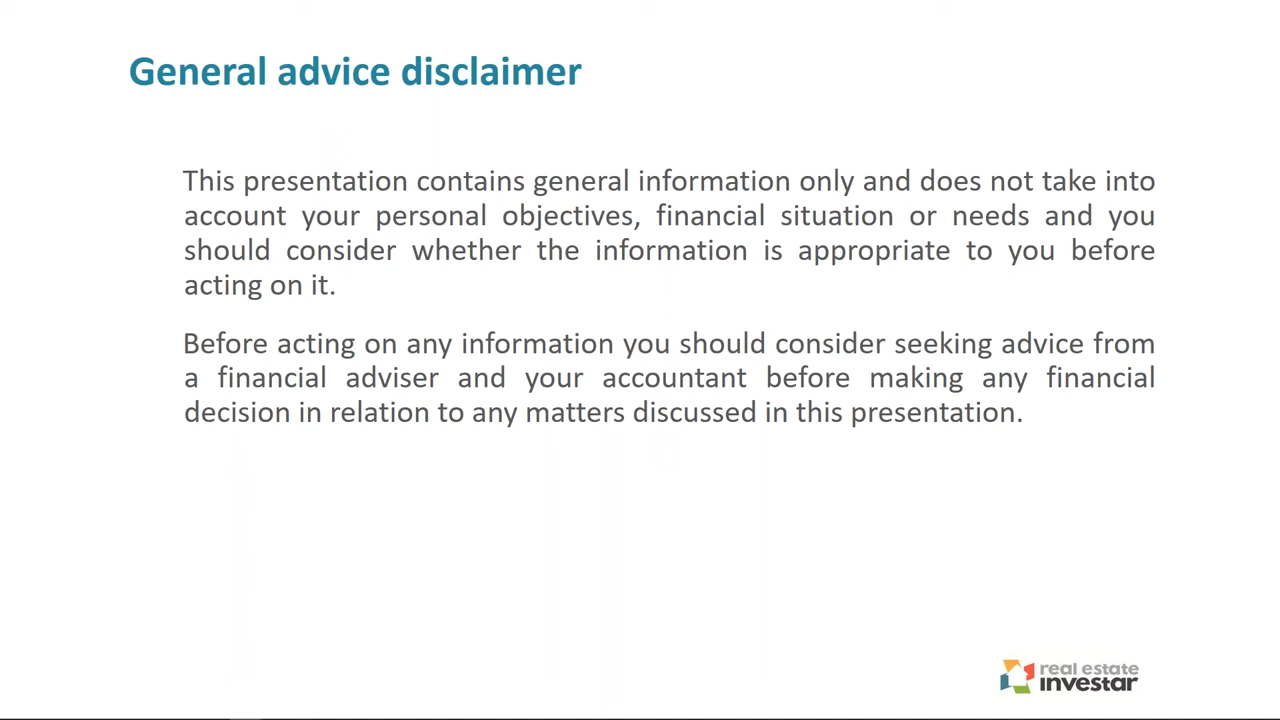 General advice disclaimer
This presentation contains general information only and does not take into
account your personal objectives, financial situation or needs and you
should consider whether the information is appropriate to you before
acting on it.
Before acting on any information you should consider seeking advice from
a financial adviser and your accountant before making any financial
decision in relation to any matters discussed in this presentation.
real estate
investar